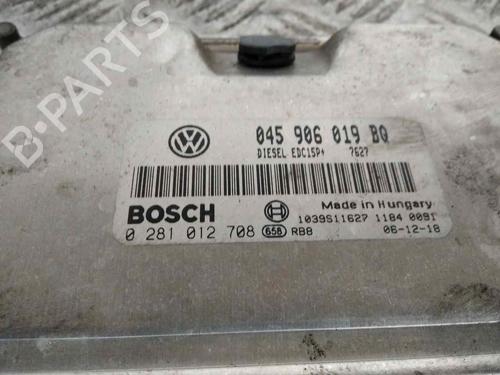 045 906 019 BQ
DIESEL EDC15P+ 7627
BOSCH
Made in Hungary
1039S11627 1184 0091
0 281 012 708 658 RB8 06-12-18
B-PARTS